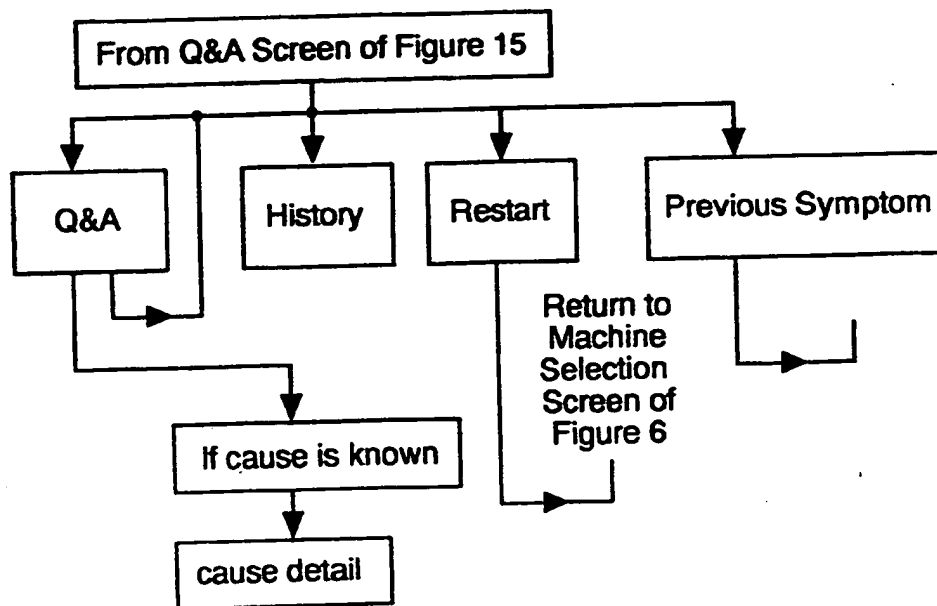 From Q&A Screen of Figure 15
Q&A
History
Restart
Previous Symptom
Return to
Machine
Selection
Screen of
Figure 6
If cause is known
cause detail